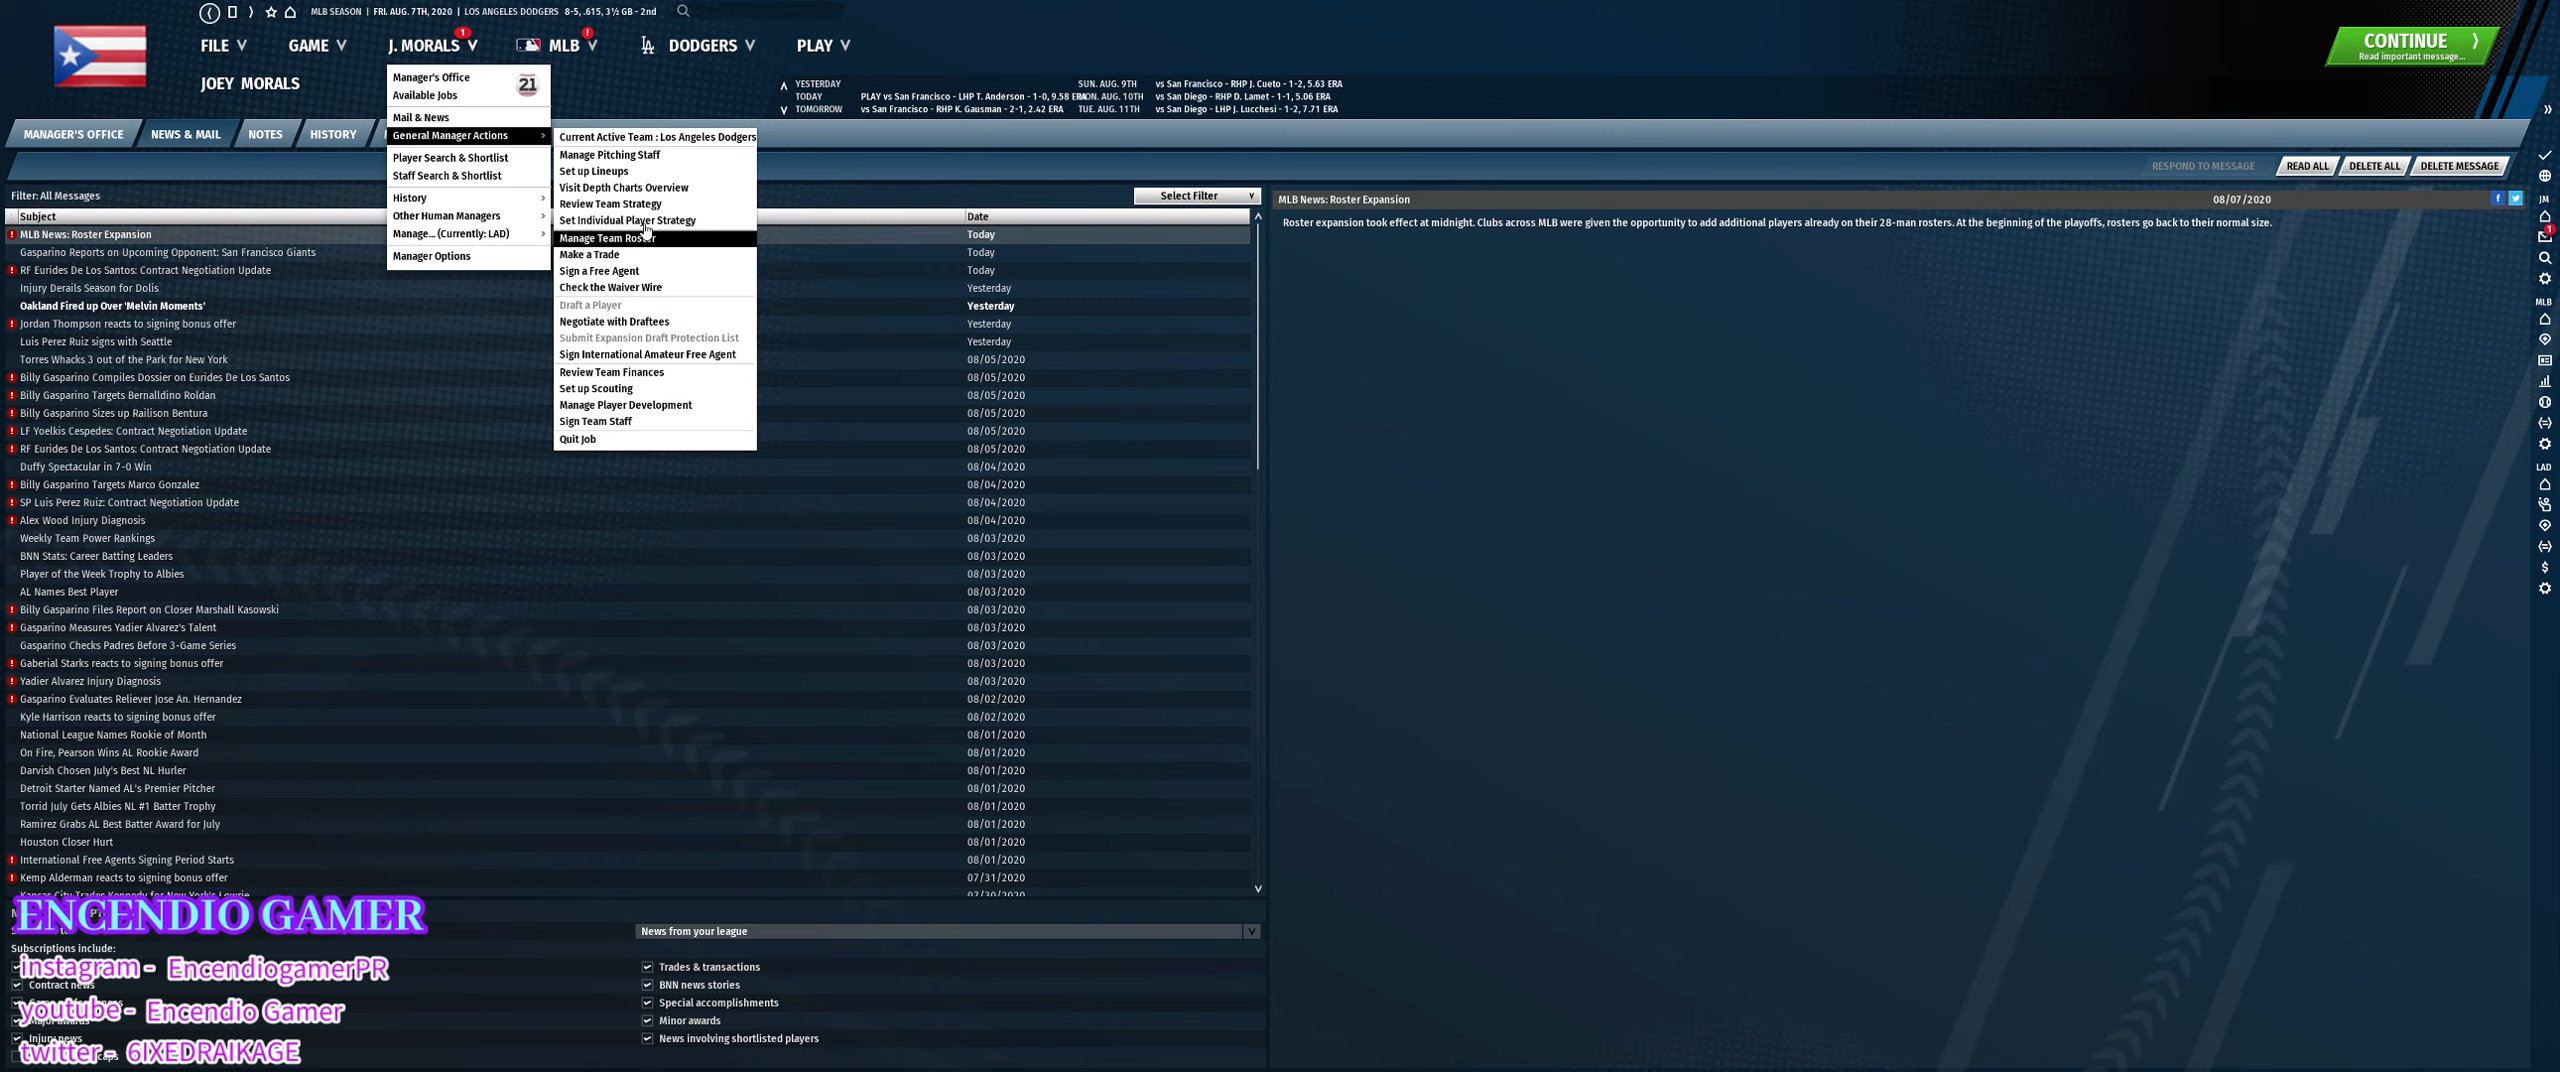 MLB SEASON | FRI. AUG. 7TH, 2020 | LOS ANGELES DODGERS 8-5, .615, 3½ GB - 2nd
FILE
GAME
J. MORALS
1
MLB
!
DODGERS
PLAY
CONTINUE
Read important message...
JOEY MORALS
YESTERDAY
TODAY PLAY vs San Francisco - LHP T. Anderson - 1-0, 9.58
TOMORROW vs San Francisco - RHP K. Gausman - 2-1, 2.42 ERA
SUN. AUG. 9TH vs San Francisco - RHP J. Cueto - 1-2, 5.63 ERA
AUG. 10TH vs San Diego - RHP D. Lamet - 1-1, 5.06 ERA
TUE. AUG. 11TH vs San Diego - LHP J. Lucchesi - 1-2, 7.71 ERA
MANAGER'S OFFICE
NEWS & MAIL
NOTES
HISTORY
Manager's Office
21
Available Jobs
Mail & News
General Manager Actions
Player Search & Shortlist
Staff Search & Shortlist
History
Other Human Managers
Manage... (Currently: LAD)
Manager Options
Current Active Team : Los Angeles Dodgers
Manage Pitching Staff
Set up Lineups
Visit Depth Charts Overview
Review Team Strategy
Set Individual Player Strategy
Manage Team Roster
Make a Trade
Sign a Free Agent
Check the Waiver Wire
Draft a Player
Negotiate with Draftees
Submit Expansion Draft Protection List
Sign International Amateur Free Agent
Review Team Finances
Set up Scouting
Manage Player Development
Sign Team Staff
Quit Job
RESPOND TO MESSAGE
READ ALL
DELETE ALL
DELETE MESSAGE
Filter: All Messages
Select Filter
Subject
Date
MLB News: Roster Expansion Today
Gasparino Reports on Upcoming Opponent: San Francisco Giants Today
RF Eurides De Los Santos: Contract Negotiation Update Today
Injury Derails Season for Dolis Yesterday
Oakland Fired up Over 'Melvin Moments' Yesterday
Jordan Thompson reacts to signing bonus offer Yesterday
Luis Perez Ruiz signs with Seattle Yesterday
Torres Whacks 3 out of the Park for New York 08/05/2020
Billy Gasparino Compiles Dossier on Eurides De Los Santos 08/05/2020
Billy Gasparino Targets Bernalldino Roldan 08/05/2020
Billy Gasparino Sizes up Railison Bentura 08/05/2020
LF Yoelkis Cespedes: Contract Negotiation Update 08/05/2020
RF Eurides De Los Santos: Contract Negotiation Update 08/05/2020
Duffy Spectacular in 7-0 Win 08/04/2020
Billy Gasparino Targets Marco Gonzalez 08/04/2020
SP Luis Perez Ruiz: Contract Negotiation Update 08/04/2020
Alex Wood Injury Diagnosis 08/04/2020
Weekly Team Power Rankings 08/03/2020
BNN Stats: Career Batting Leaders 08/03/2020
Player of the Week Trophy to Albies 08/03/2020
AL Names Best Player 08/03/2020
Billy Gasparino Files Report on Closer Marshall Kasowski 08/03/2020
Gasparino Measures Yadier Alvarez's Talent 08/03/2020
Gasparino Checks Padres Before 3-Game Series 08/03/2020
Gaberial Starks reacts to signing bonus offer 08/03/2020
Yadier Alvarez Injury Diagnosis 08/03/2020
Gasparino Evaluates Reliever Jose An. Hernandez 08/02/2020
Kyle Harrison reacts to signing bonus offer 08/02/2020
National League Names Rookie of Month 08/01/2020
On Fire, Pearson Wins AL Rookie Award 08/01/2020
Darvish Chosen July's Best NL Hurler 08/01/2020
Detroit Starter Named AL's Premier Pitcher 08/01/2020
Torrid July Gets Albies NL #1 Batter Trophy 08/01/2020
Ramirez Grabs AL Best Batter Award for July 08/01/2020
Houston Closer Hurt 08/01/2020
International Free Agents Signing Period Starts 08/01/2020
Kemp Alderman reacts to signing bonus offer 07/31/2020
Kansas City Trades Kennedy for New York's Lowrie 07/30/2020
MLB News: Roster Expansion 08/07/2020
Roster expansion took effect at midnight. Clubs across MLB were given the opportunity to add additional players already on their 28-man rosters. At the beginning of the playoffs, rosters go back to their normal size.
JM
1
MLB
LAD
$
ENCENDIO GAMER
News from your league
Subscriptions include:
instagram - EncendiogamerPR
Contract news
youtube - Encendio Gamer
Injury news
twitter - 6IXEDRAIKAGE
Trades & transactions
BNN news stories
Special accomplishments
Minor awards
News involving shortlisted players